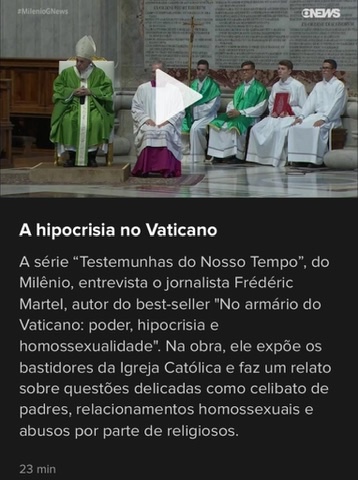 #MilenioGNews
GNEWS
A hipocrisia no Vaticano
A série “Testemunhas do Nosso Tempo”, do
Milênio, entrevista o jornalista Frédéric
Martel, autor do best-seller "No armário do
Vaticano: poder, hipocrisia e
homossexualidade". Na obra, ele expõe os
bastidores da Igreja Católica e faz um relato
sobre questões delicadas como celibato de
padres, relacionamentos homossexuais e
abusos por parte de religiosos.
23 min